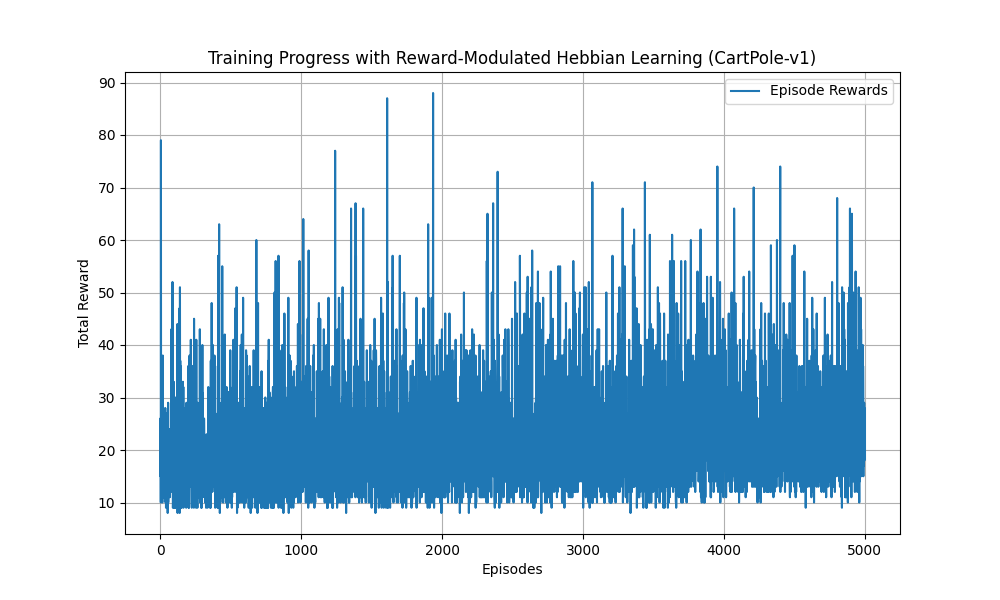 Training Progress with Reward-Modulated Hebbian Learning (CartPole-v1)
Episode Rewards
Total Reward
90
80
70
60
50
40
30
20
10
0 1000 2000 3000 4000 5000
Episodes